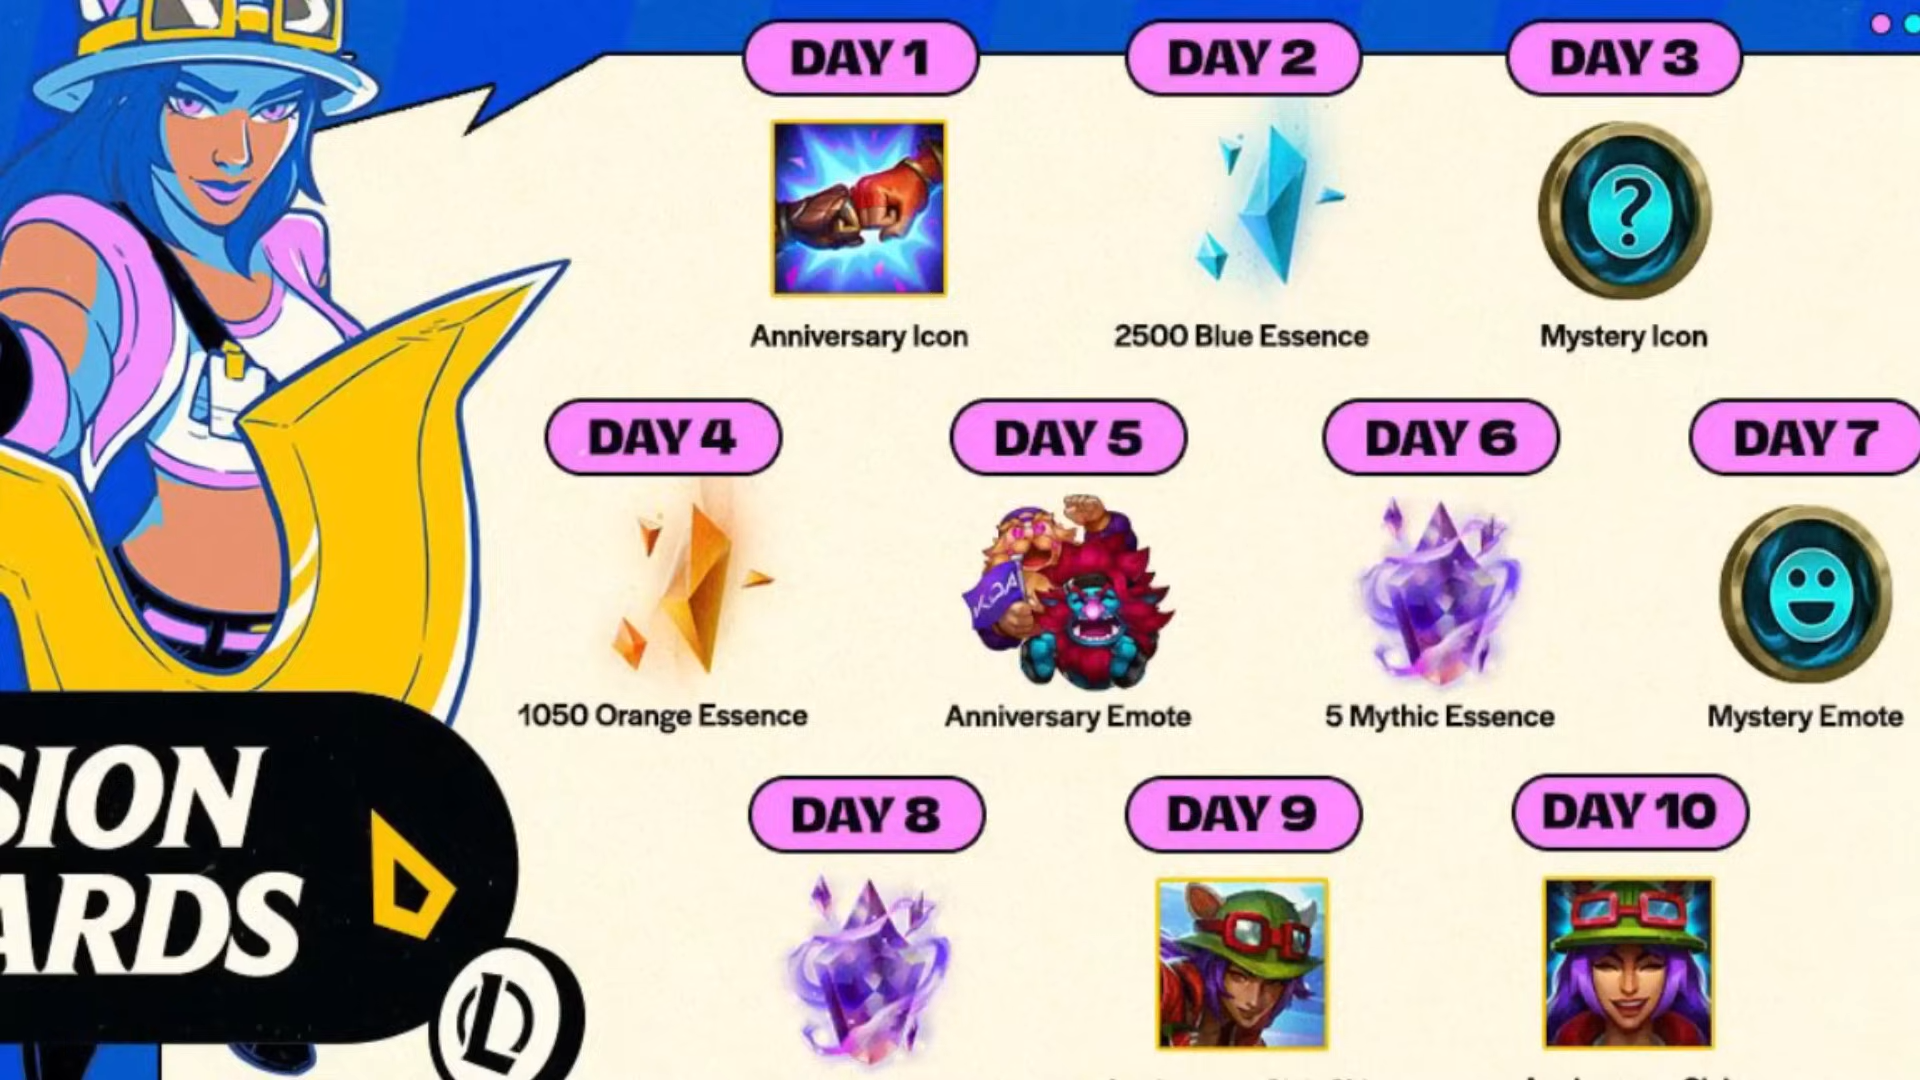 DAY 1
DAY 2
DAY 3
Anniversary Icon
2500 Blue Essence
Mystery Icon
DAY 4
DAY 5
DAY 6
DAY 7
KDA
1050 Orange Essence
Anniversary Emote
5 Mythic Essence
Mystery Emote
DAY 8
DAY 9
DAY 10
SION
ARDS